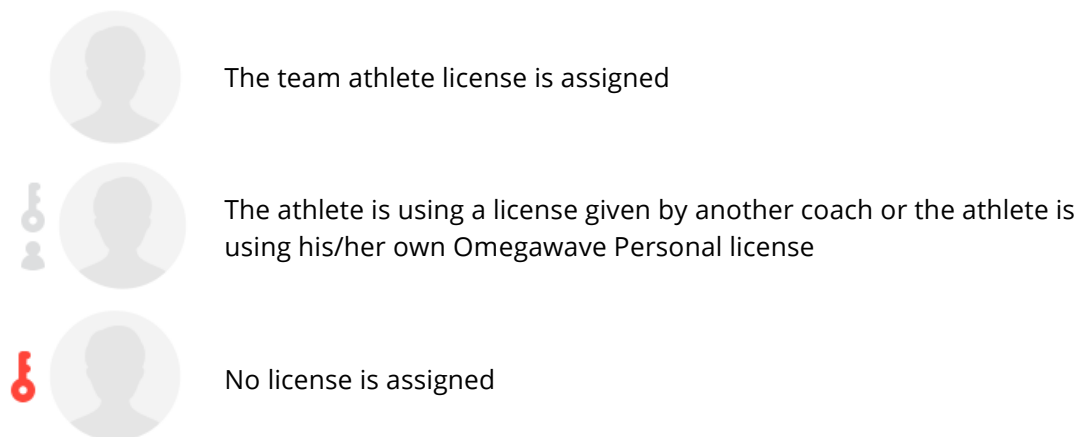 The team athlete license is assigned
The athlete is using a license given by another coach or the athlete is
using his/her own Omegawave Personal license
No license is assigned